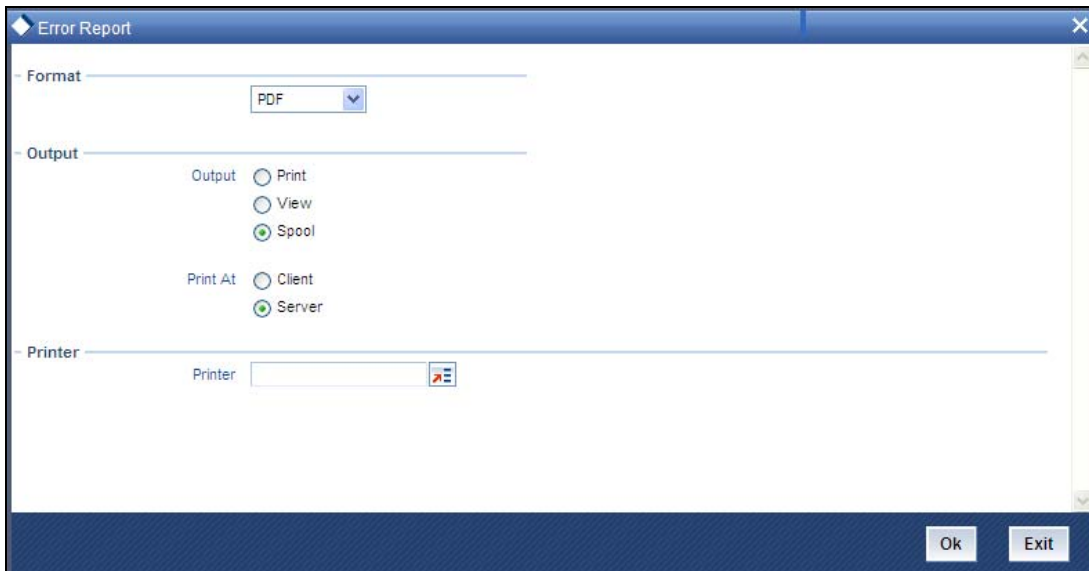 Error Report
Format
PDF
Output
Output Print
View
Spool
Print At Client
Server
Printer
Printer
Ok Exit